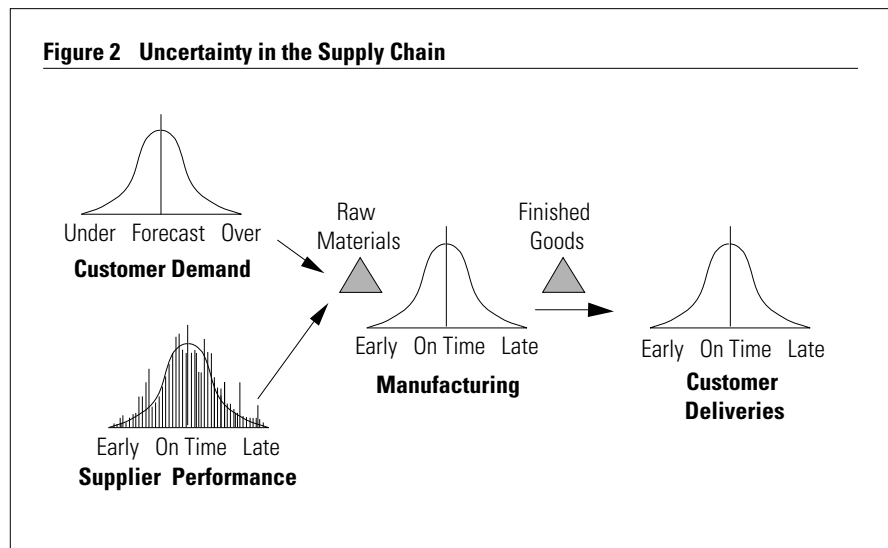 Figure 2 Uncertainty in the Supply Chain
Under Forecast Over
Customer Demand
Raw
Materials
Finished
Goods
Early On Time Late
Supplier Performance
Early On Time Late
Manufacturing
Early On Time Late
Customer
Deliveries